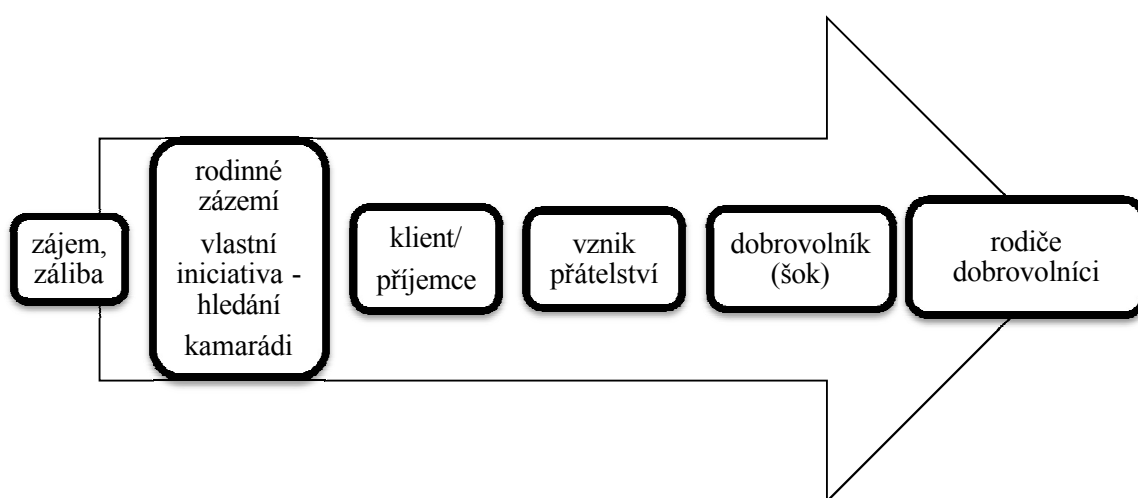 zájem,
záliba
rodinné
zázemí
vlastní
iniciativa -
hledání
kamarádi
klient/
příjemce
vznik
přátelství
dobrovolník
(šok)
rodiče
dobrovolníci